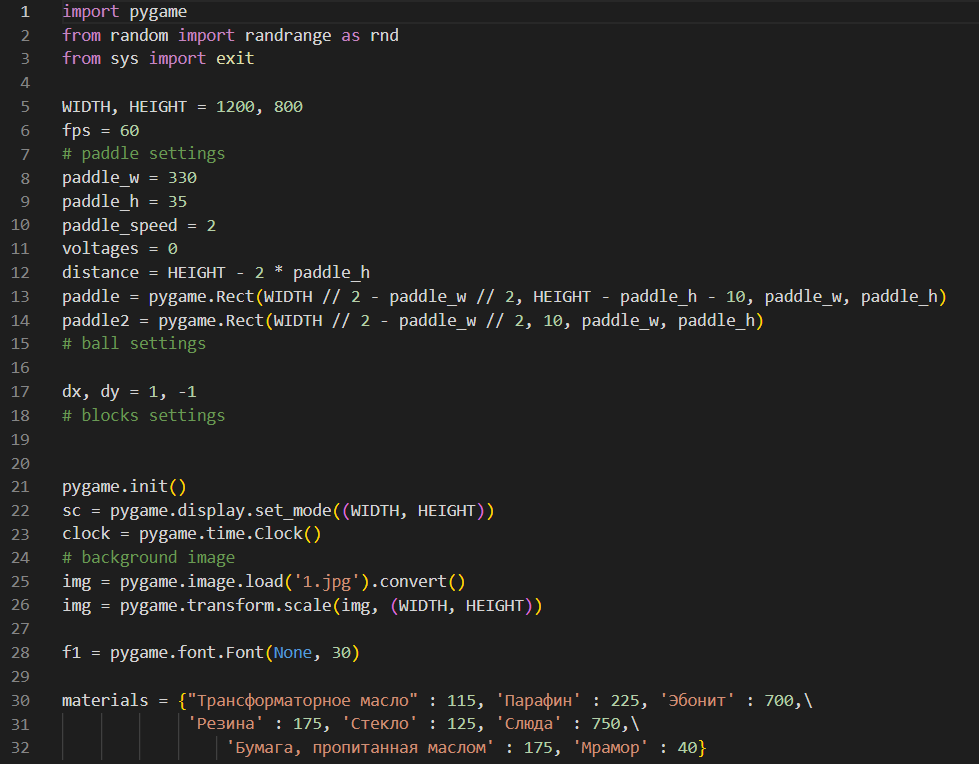 1 import pygame
2 from random import randrange as rnd
3 from sys import exit
4
5 WIDTH, HEIGHT = 1200, 800
6 fps = 60
7 # paddle settings
8 paddle_w = 330
9 paddle_h = 35
10 paddle_speed = 2
11 voltages = 0
12 distance = HEIGHT - 2 * paddle_h
13 paddle = pygame.Rect(WIDTH // 2 - paddle_w // 2, HEIGHT - paddle_h - 10, paddle_w, paddle_h)
14 paddle2 = pygame.Rect(WIDTH // 2 - paddle_w // 2, 10, paddle_w, paddle_h)
15 # ball settings
16
17 dx, dy = 1, -1
18 # blocks settings
19
20
21 pygame.init()
22 sc = pygame.display.set_mode((WIDTH, HEIGHT))
23 clock = pygame.time.Clock()
24 # background image
25 img = pygame.image.load('1.jpg').convert()
26 img = pygame.transform.scale(img, (WIDTH, HEIGHT))
27
28 f1 = pygame.font.Font(None, 30)
29
30 materials = {"Трансформаторное масло" : 115, 'Парафин' : 225, 'Эбонит' : 700,\
31 'Резина' : 175, 'Стекло' : 125, 'Слюда' : 750,\
32 'Бумага, пропитанная маслом' : 175, 'Мрамор' : 40}